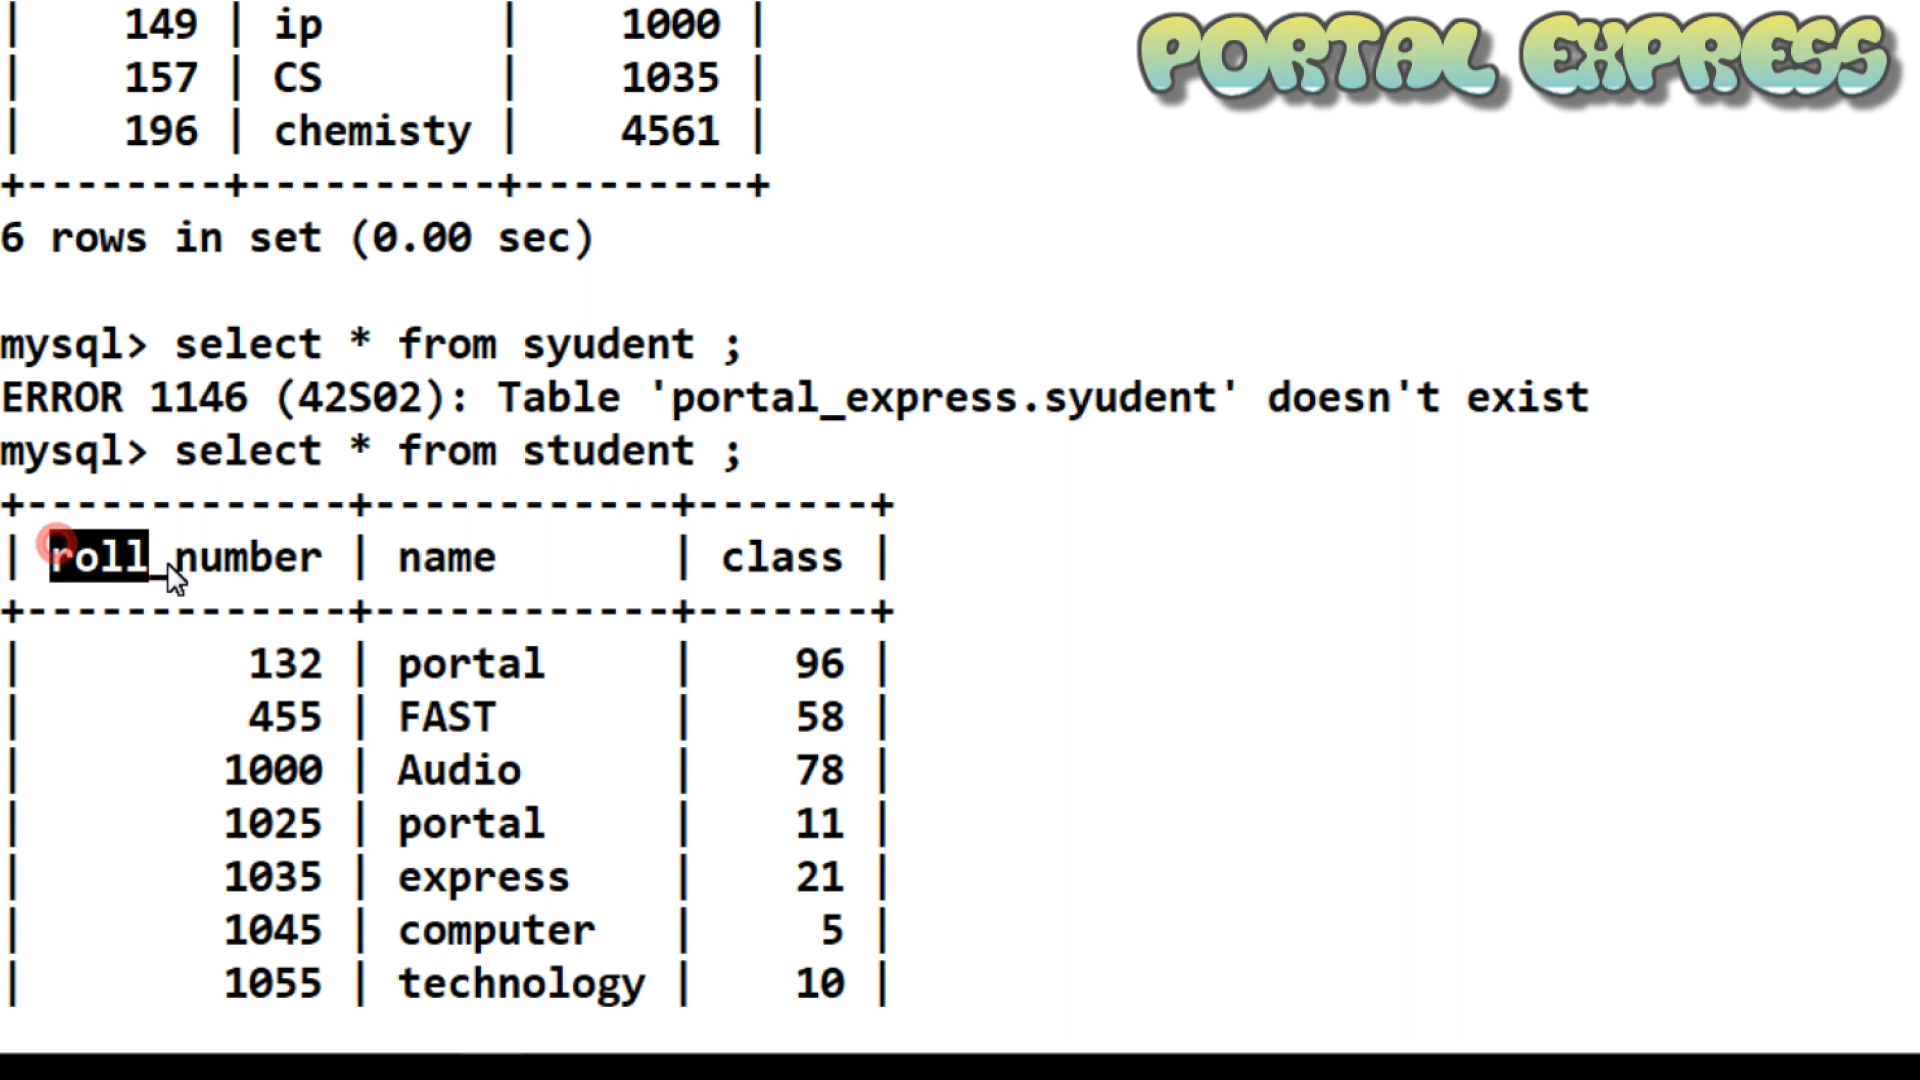 | 149 | ip | 1000 |
PORTAL EXPRESS
| 157 | CS | 1035 |
| 196 | chemisty | 4561 |
+--------+----------+---------+
6 rows in set (0.00 sec)
mysql> select * from syudent ;
ERROR 1146 (42S02): Table 'portal_express.syudent' doesn't exist
mysql> select * from student ;
+-------------+------------+-------+
| roll_number | name | class |
+-------------+------------+-------+
| 132 | portal | 96 |
| 455 | FAST | 58 |
| 1000 | Audio | 78 |
| 1025 | portal | 11 |
| 1035 | express | 21 |
| 1045 | computer | 5 |
| 1055 | technology | 10 |